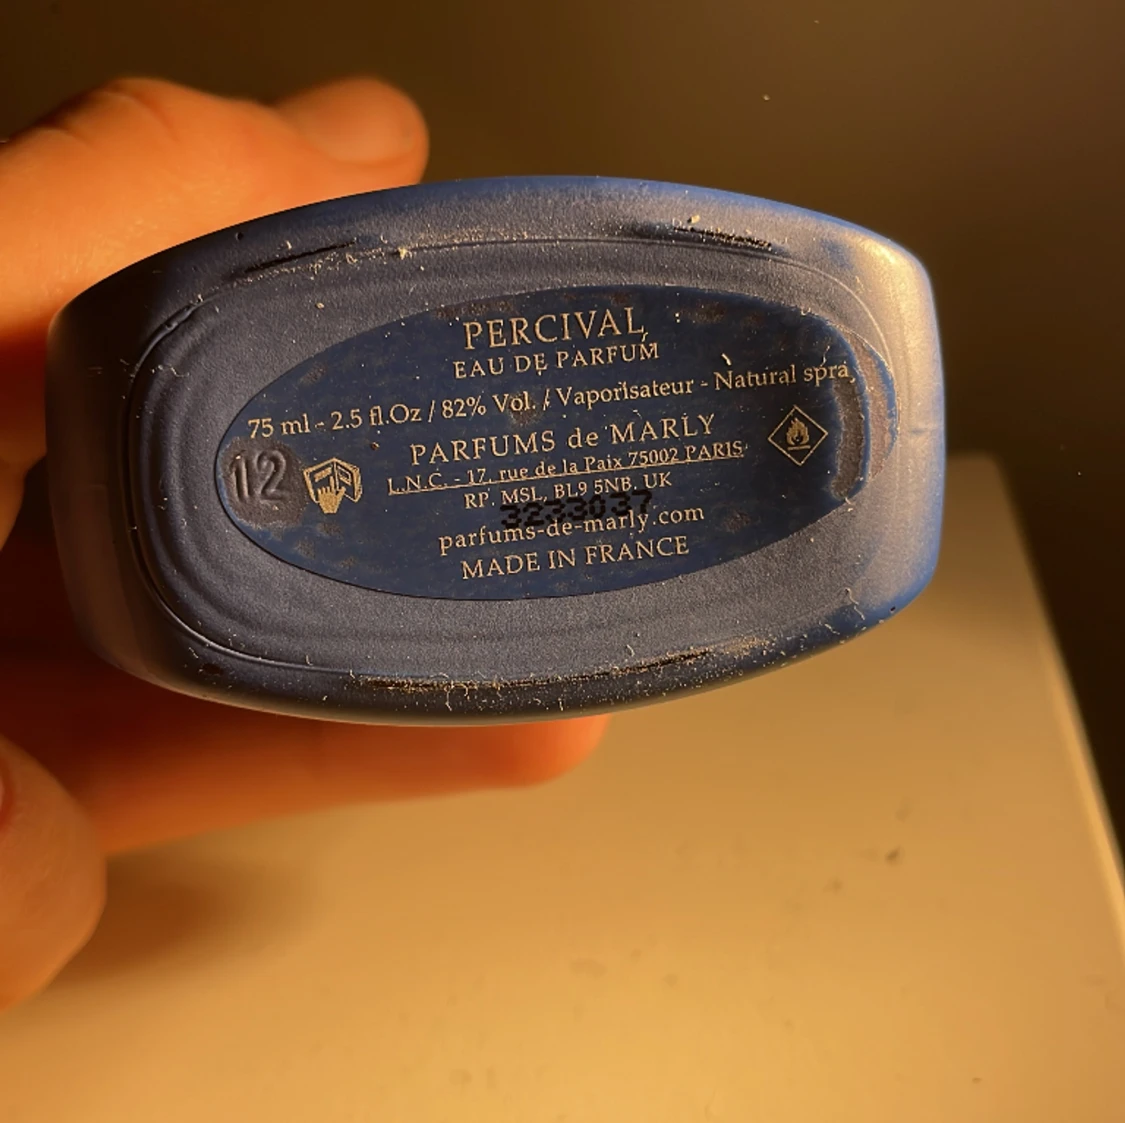 PERCIVAL
EAU DE PARFUM
75 ml - 2.5 fl.Oz / 82% Vol. / Vaporisateur - Natural spra
PARFUMS de MARLY
12
L.N.C. - 17, rue de la Paix 75002 PARIS
RP. MSL, BL9 5NB, UK
3233037
parfums-de-marly.com
MADE IN FRANCE